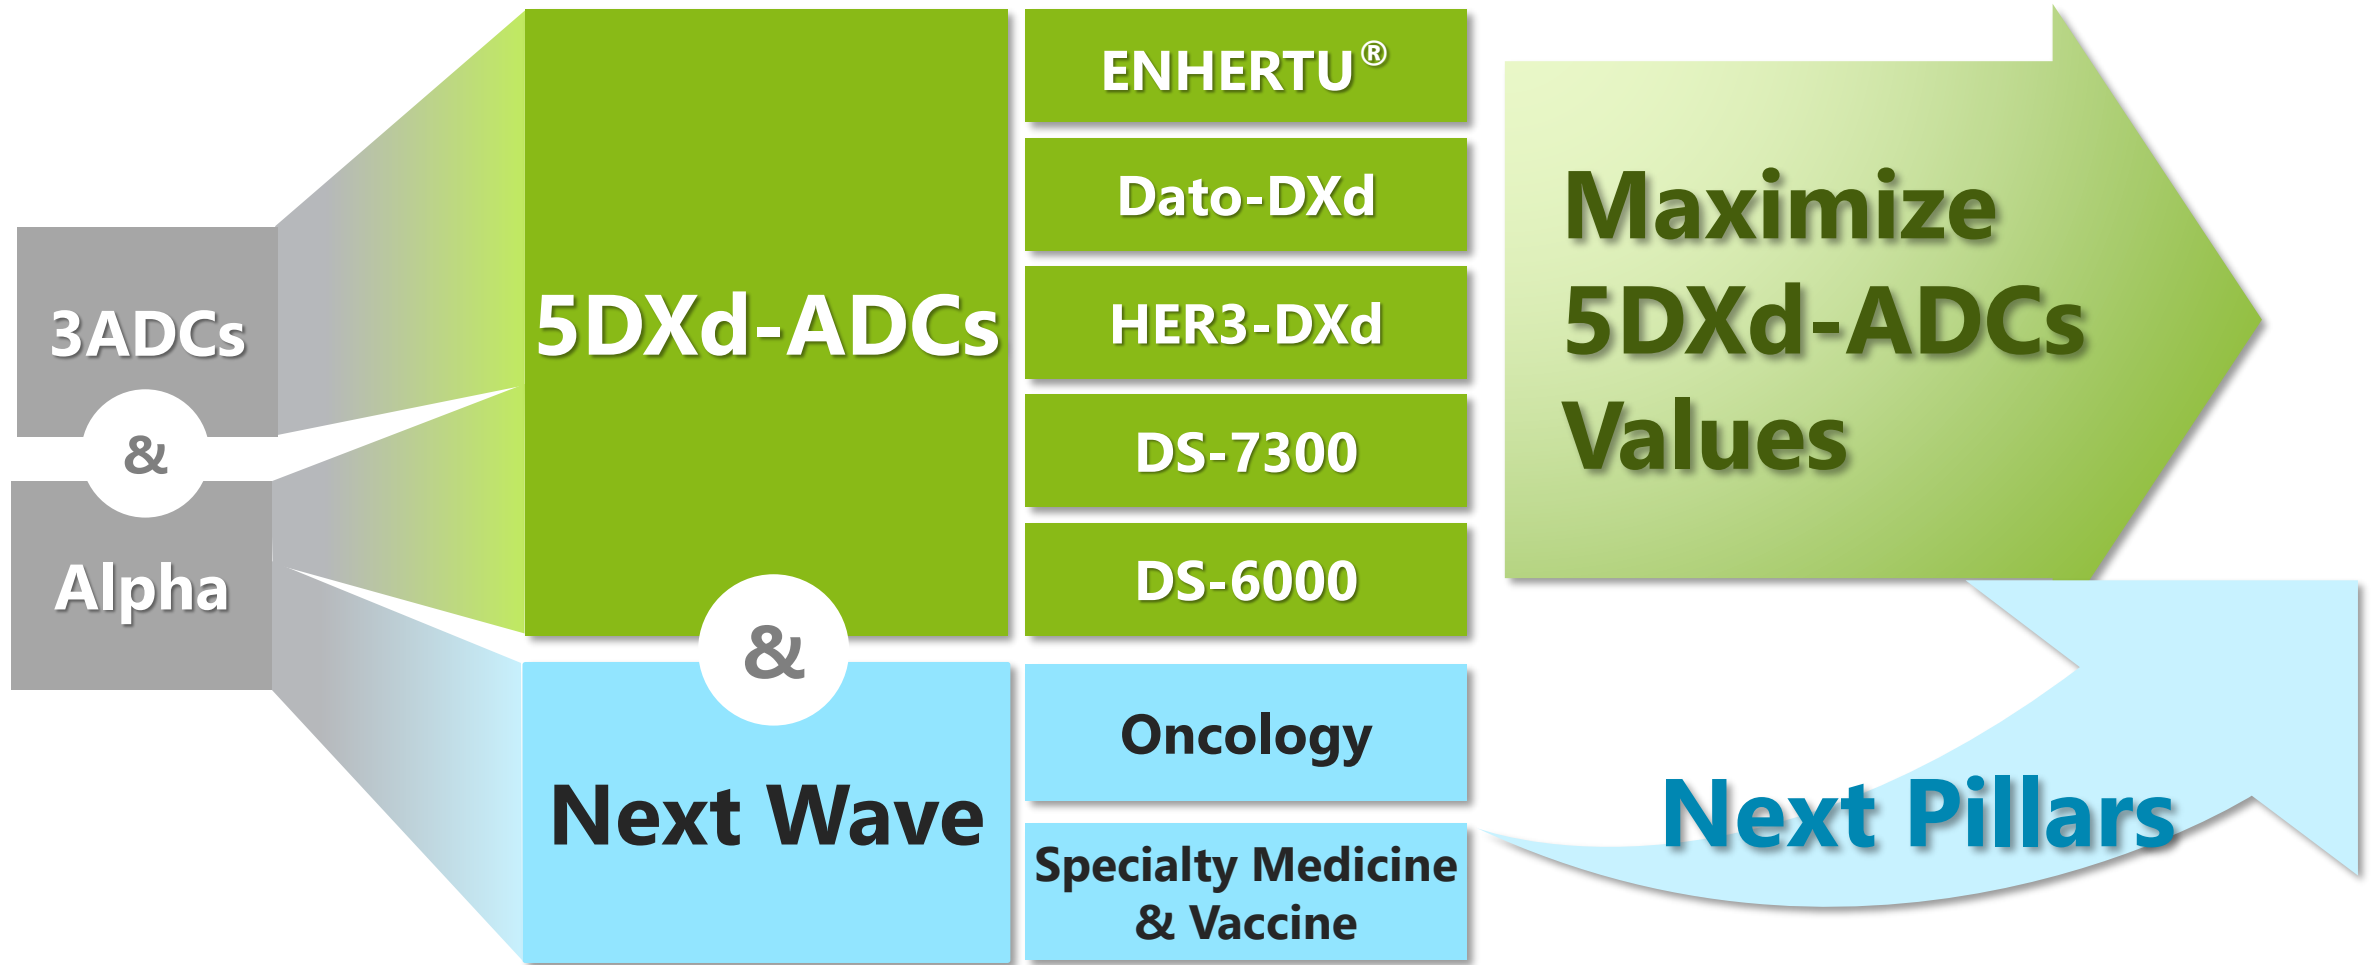 3ADCs
&
Alpha
5DXd-ADCs
&
Next Wave
ENHERTU®
Dato-DXd
HER3-DXd
DS-7300
DS-6000
Oncology
Specialty Medicine
& Vaccine
Maximize
5DXd-ADCs
Values
Next Pillars